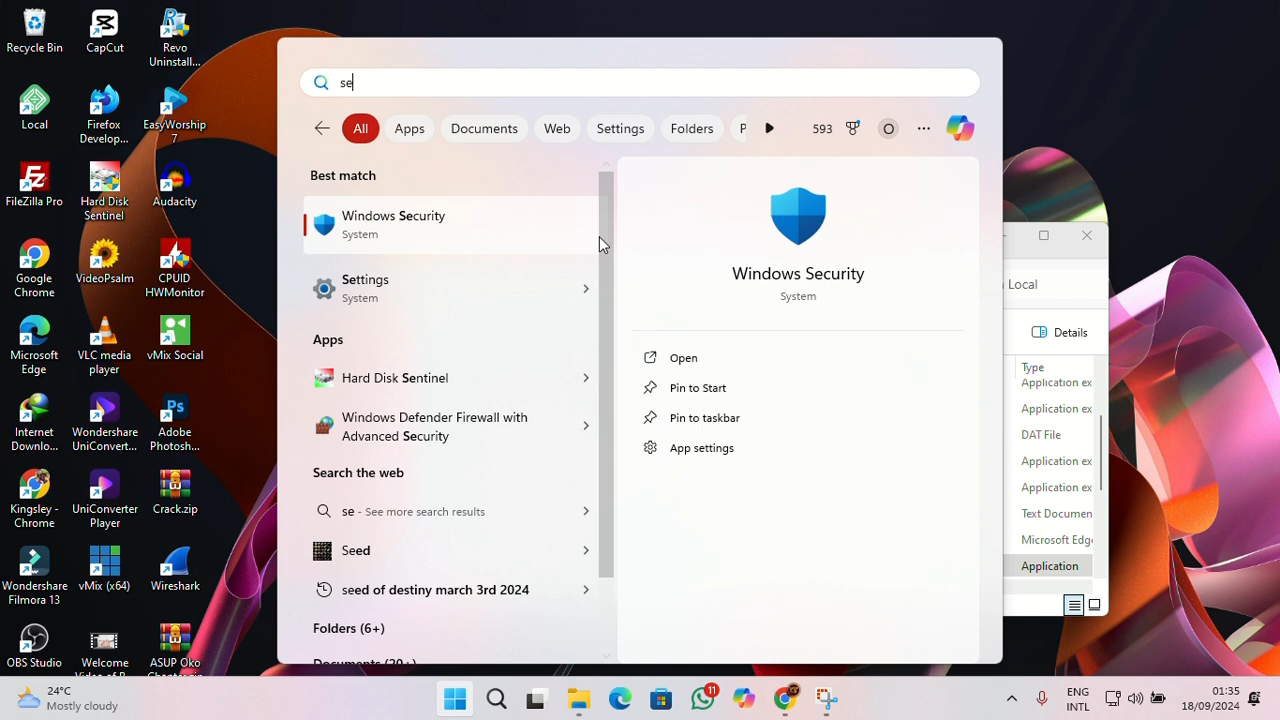 Recycle Bin
CapCut
Revo
Uninstall...
Local
Firefox
Develop...
EasyWorship
7
FileZilla Pro
Hard Disk
Sentinel
Audacity
Google
Chrome
VideoPsalm
CPUID
HWMonitor
Microsoft
Edge
VLC media
player
vMix Social
Internet
Downlo...
Wondershare
UniConvert...
Adobe
Photosh...
Kingsley -
Chrome
UniConverter
Player
Crack.zip
Wondershare
Filmora 13
vMix (x64)
Wireshark
OBS Studio
Welcome
ASUP Oko
se
All
Apps
Documents
Web
Settings
Folders
P
593
O
Best match
Windows Security
System
Settings
System
Apps
Hard Disk Sentinel
Windows Defender Firewall with
Advanced Security
Search the web
se - See more search results
Seed
seed of destiny march 3rd 2024
Folders (6+)
Documents (20+)
Windows Security
System
Open
Pin to Start
Pin to taskbar
App settings
Local
Details
Type
Application ex
Application ex
DAT File
Application ex
Application ex
Text Documen
Microsoft Edg
Application
24°C
Mostly cloudy
11
ENG
INTL
01:35
18/09/2024